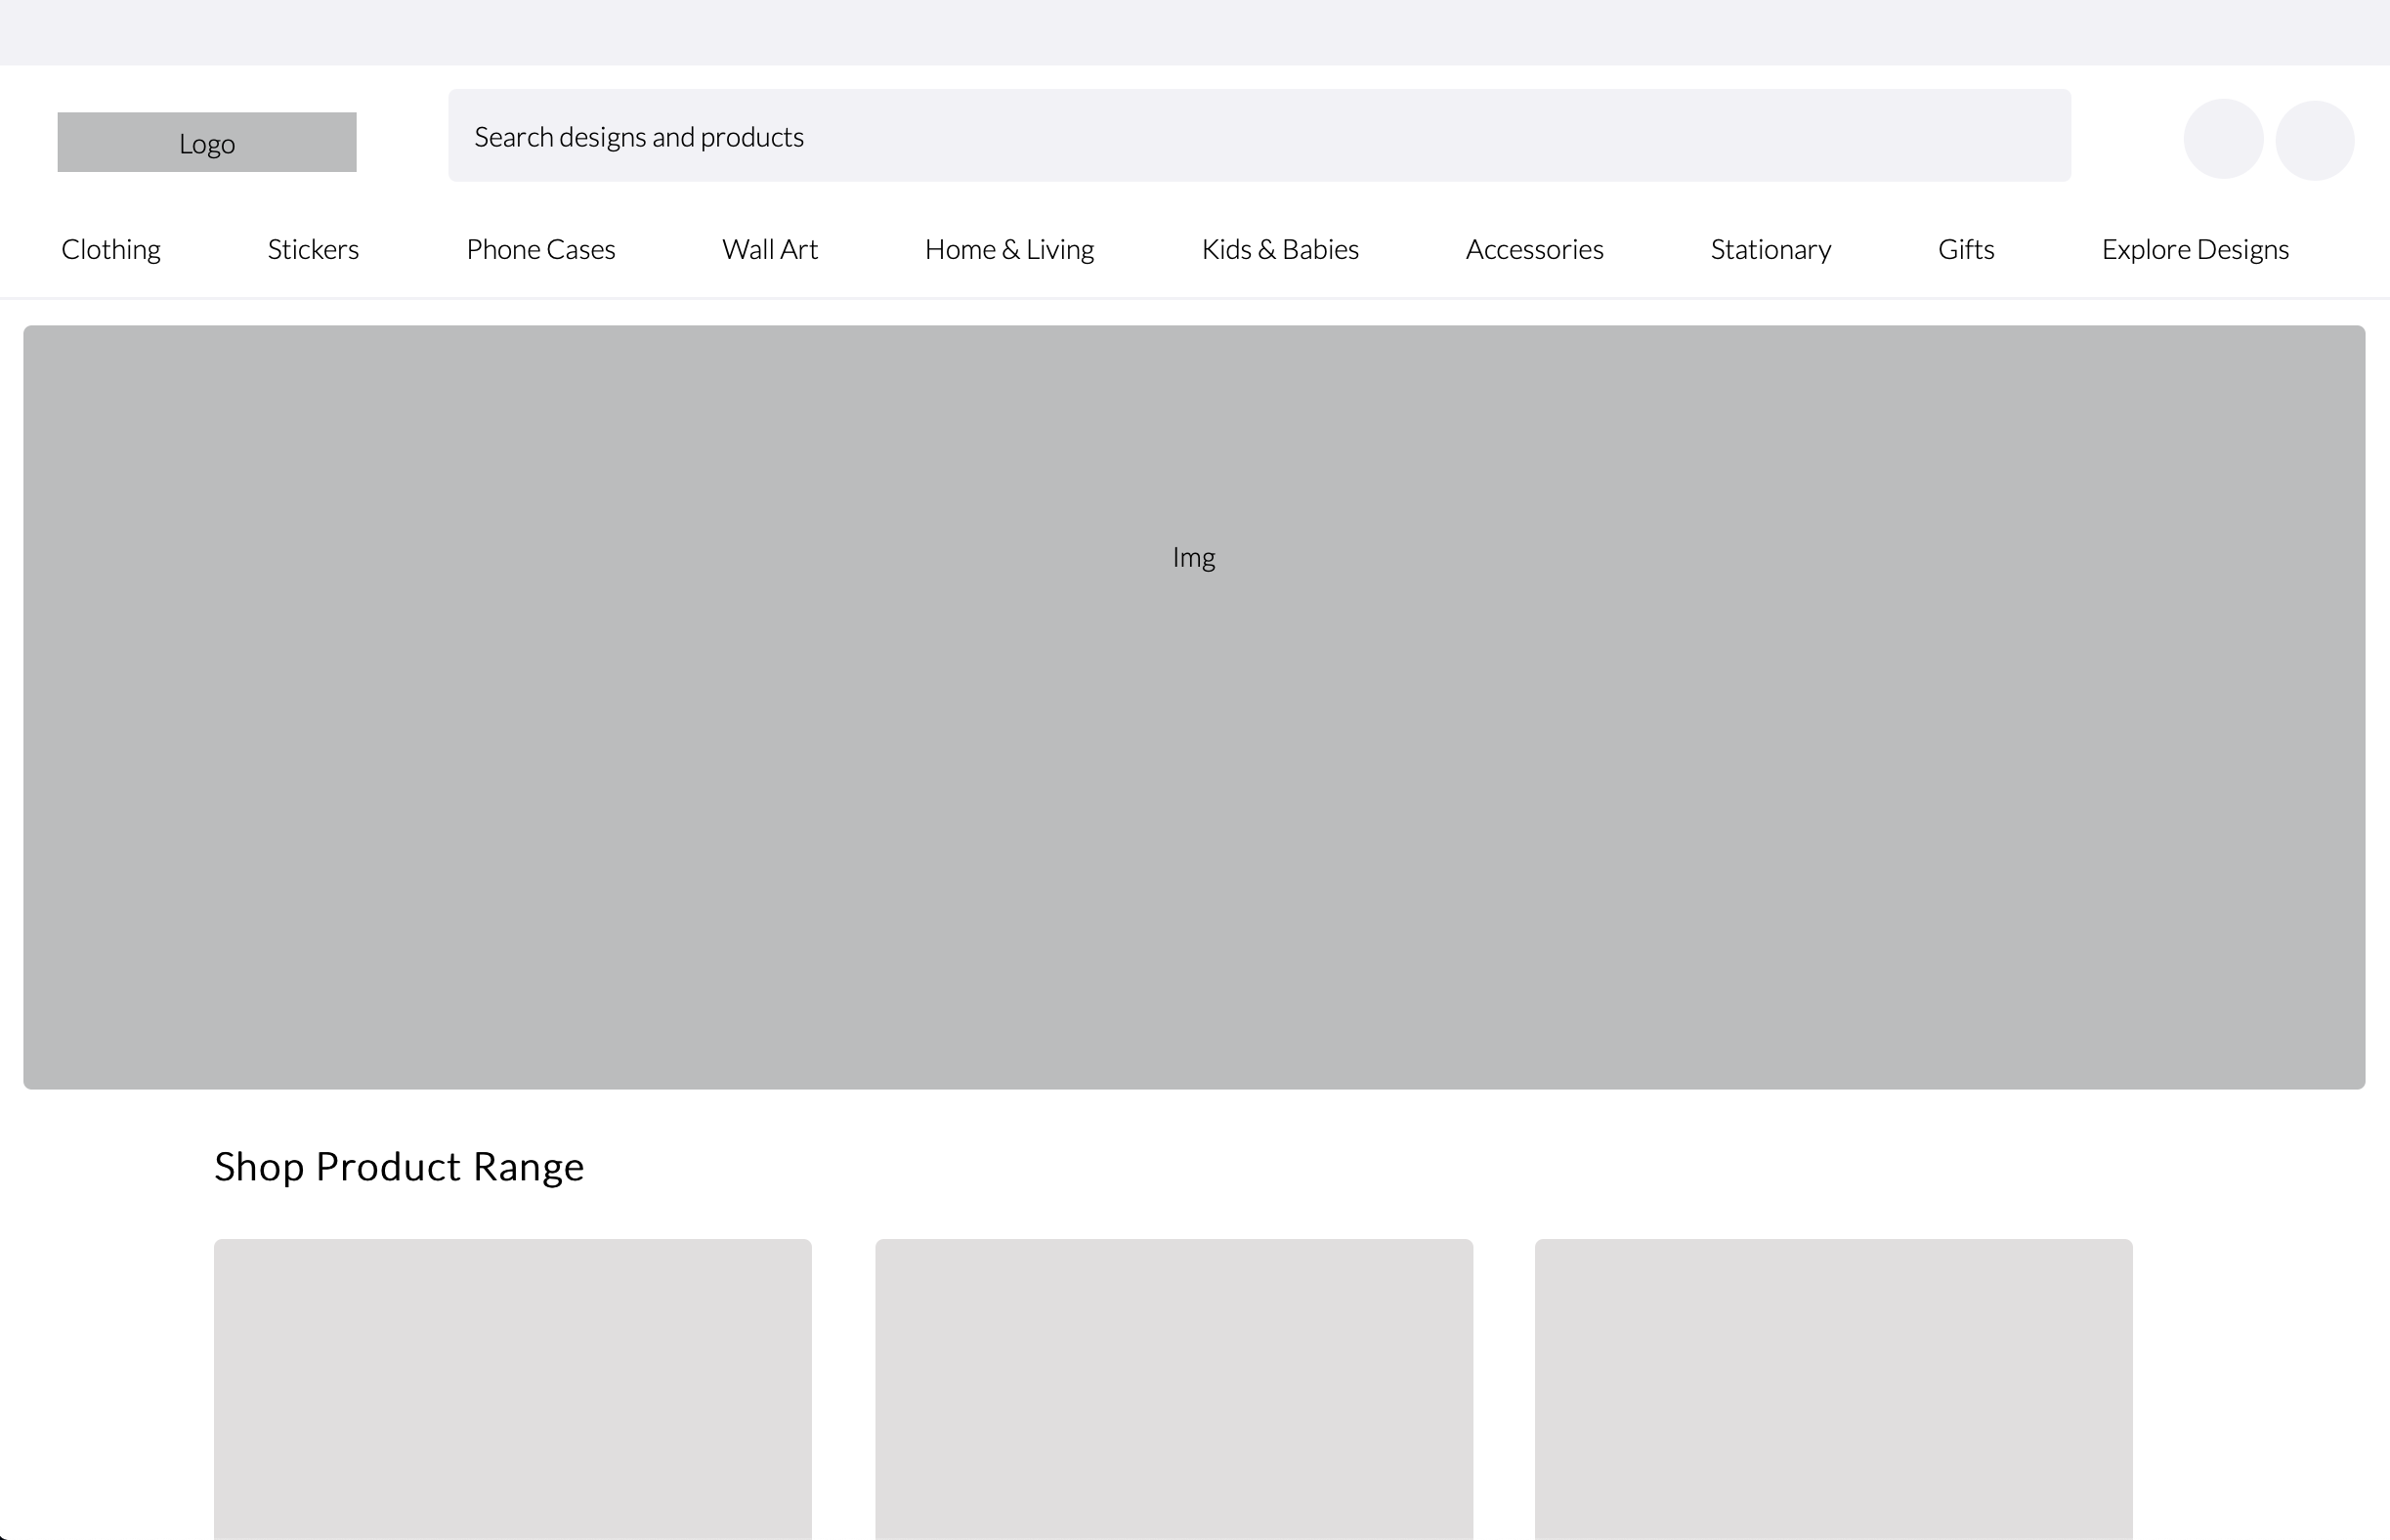 Logo
Search designs and products
Clothing Stickers Phone Cases Wall Art Home & Living Kids & Babies Accessories Stationary Gifts Explore Designs
Img
Shop Product Range